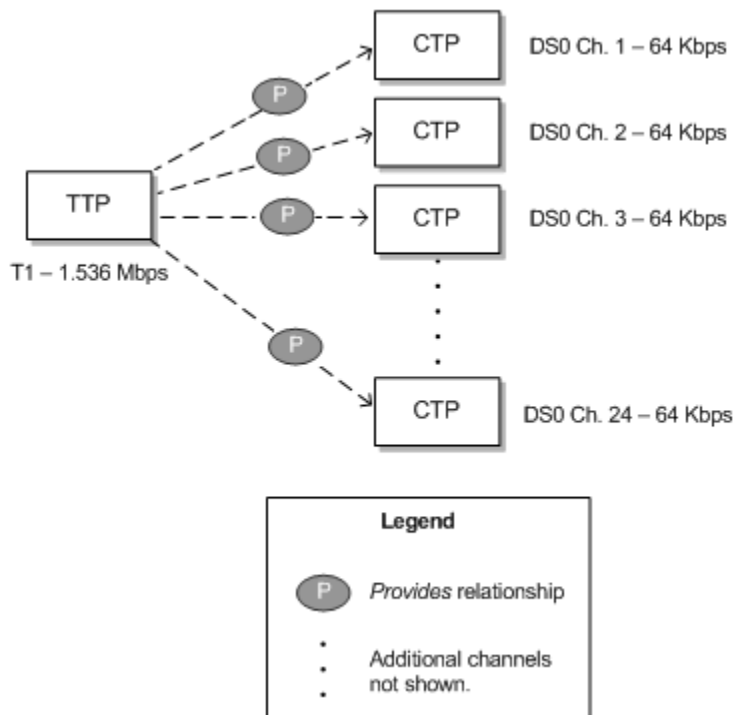 CTP
DS0 Ch. 1 – 64 Kbps
P
CTP
DS0 Ch. 2 – 64 Kbps
P
TTP
T1 – 1.536 Mbps
P
CTP
DS0 Ch. 3 – 64 Kbps
P
CTP
DS0 Ch. 24 – 64 Kbps
Legend
P
Provides relationship
Additional channels
not shown.